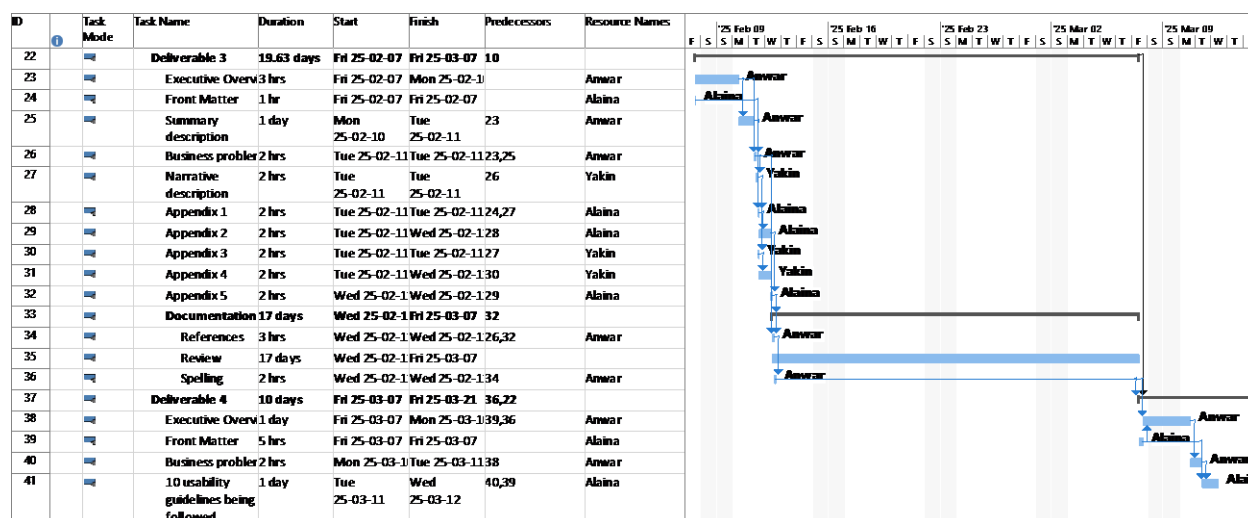 ID Task Mode Task Name Duration Start Finish Predecessors Resource Names '25 Feb 09 '25 Feb 16 '25 Feb 23 '25 Mar 02 '25 Mar 09
F S S M T W T F S S M T W T F S S M T W T F S S M T W T F S S M T W T
22 Deliverable 3 19.63 days Fri 25-02-07 Fri 25-03-07 10
23 Executive Overv 3 hrs Fri 25-02-07 Mon 25-02-1 Anwar Anwar
24 Front Matter 1 hr Fri 25-02-07 Fri 25-02-07 Alaina Alaina
25 Summary description 1 day Mon 25-02-10 Tue 25-02-11 23 Anwar Anwar
26 Business probler 2 hrs Tue 25-02-11 Tue 25-02-11 23,25 Anwar Anwar
27 Narrative description 2 hrs Tue 25-02-11 Tue 25-02-11 26 Yakin Yakin
28 Appendix 1 2 hrs Tue 25-02-11 Tue 25-02-11 24,27 Alaina Alaina
29 Appendix 2 2 hrs Tue 25-02-11 Wed 25-02-1 28 Alaina Alaina
30 Appendix 3 2 hrs Tue 25-02-11 Tue 25-02-11 27 Yakin Yakin
31 Appendix 4 2 hrs Tue 25-02-11 Wed 25-02-1 30 Yakin Yakin
32 Appendix 5 2 hrs Wed 25-02-1 Wed 25-02-1 29 Alaina Alaina
33 Documentation 17 days Wed 25-02-1 Fri 25-03-07 32
34 References 3 hrs Wed 25-02-1 Wed 25-02-1 26,32 Anwar Anwar
35 Review 17 days Wed 25-02-1 Fri 25-03-07
36 Spelling 2 hrs Wed 25-02-1 Wed 25-02-1 34 Anwar Anwar
37 Deliverable 4 10 days Fri 25-03-07 Fri 25-03-21 36,22
38 Executive Overv 1 day Fri 25-03-07 Mon 25-03-1 39,36 Anwar Anwar
39 Front Matter 5 hrs Fri 25-03-07 Fri 25-03-07 Alaina Alaina
40 Business probler 2 hrs Mon 25-03-1 Tue 25-03-11 38 Anwar Anwar
41 10 usability guidelines being followed 1 day Tue 25-03-11 Wed 25-03-12 40,39 Alaina Alai